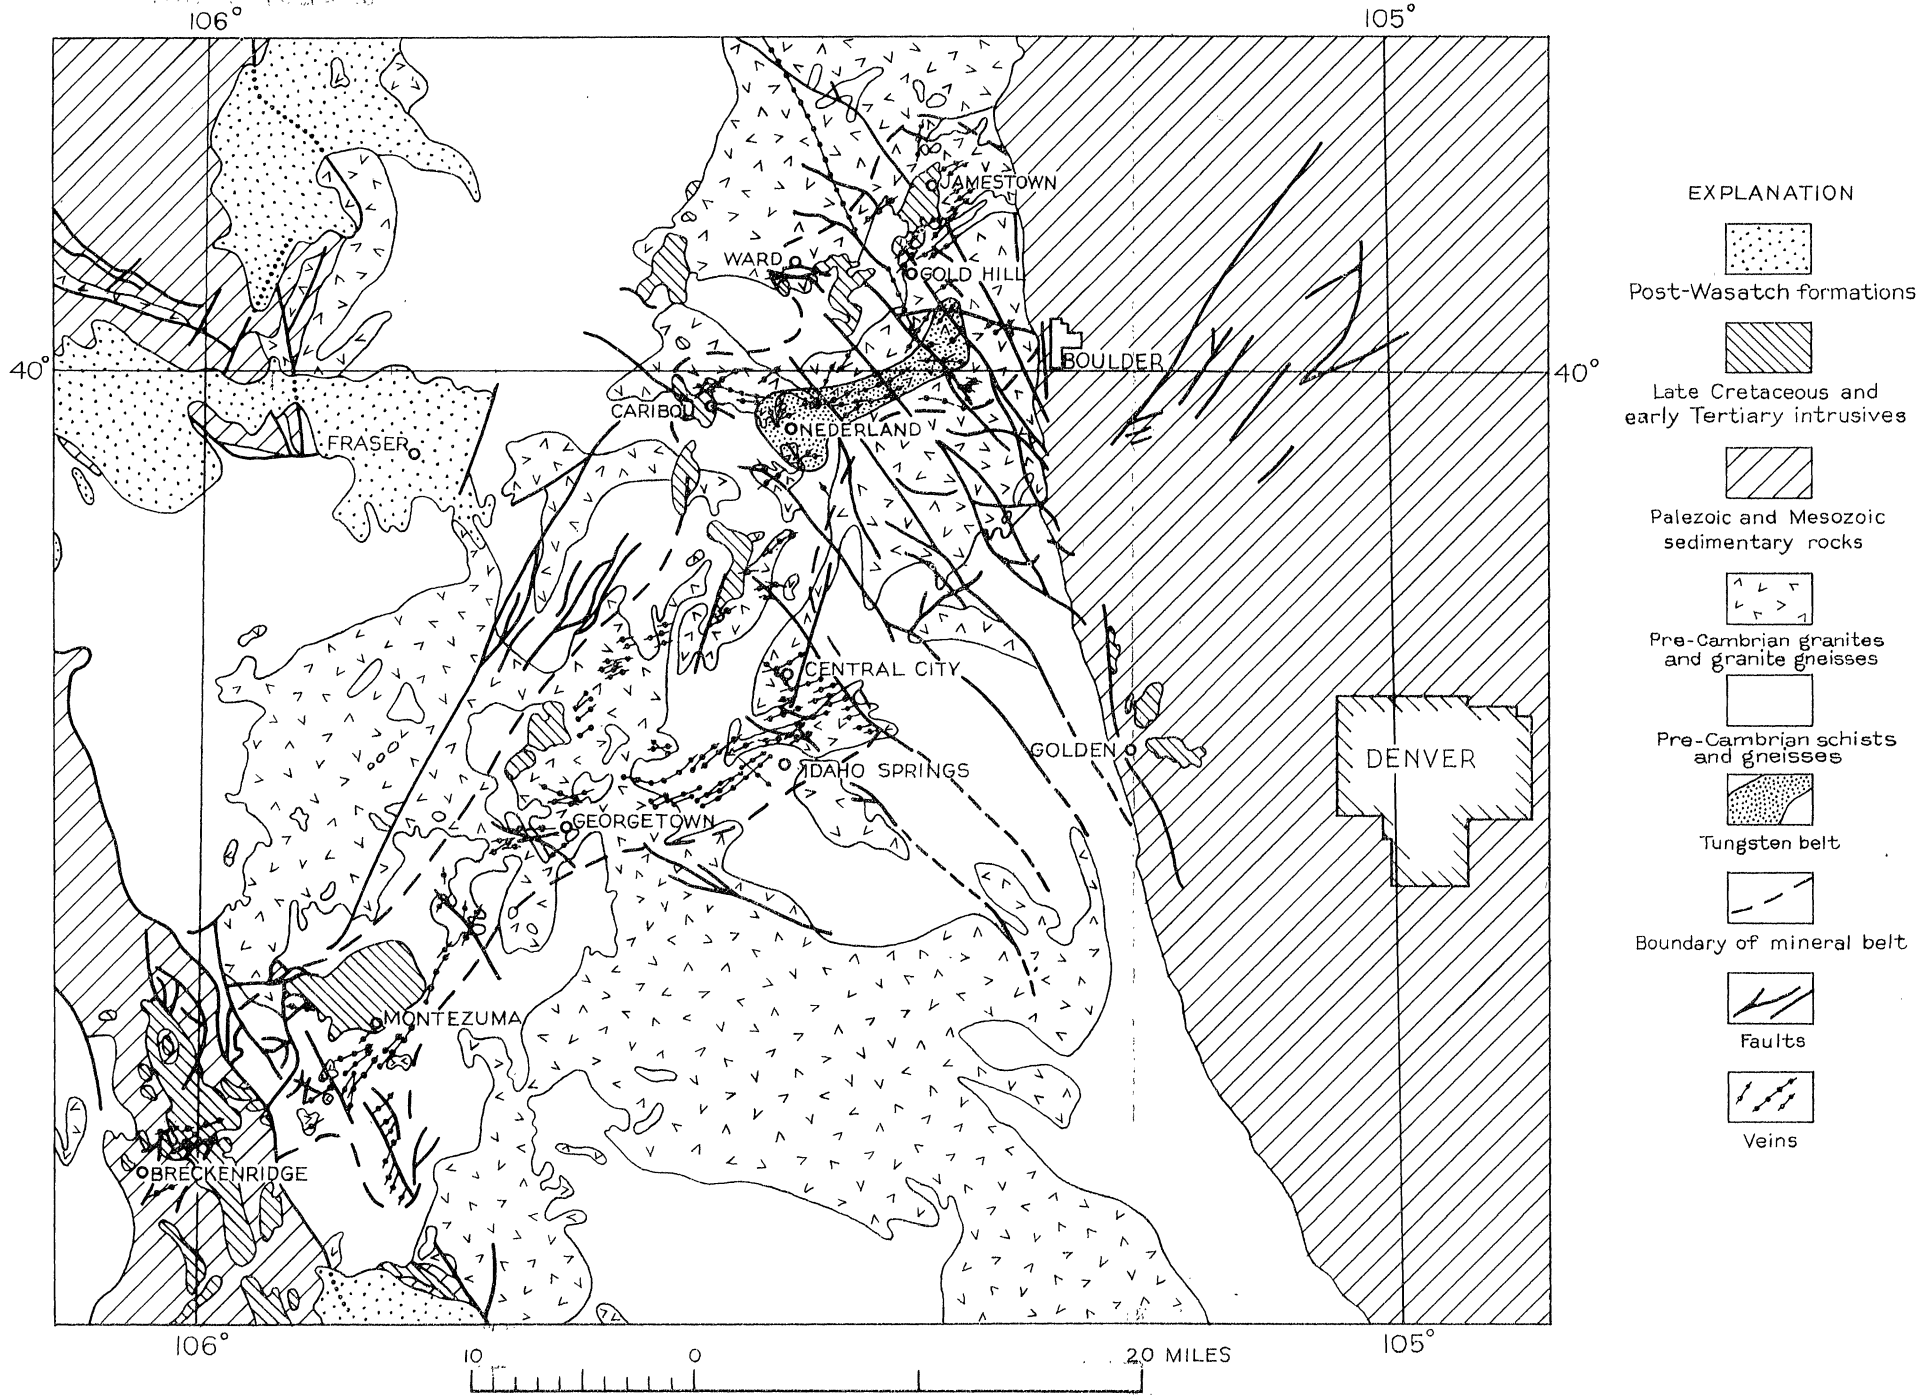 106°
105°
JAMESTOWN
WARD
GOLD HILL
BOULDER
40°
40°
CARIBOU
NEDERLAND
FRASER
CENTRAL CITY
GOLDEN
DENVER
IDAHO SPRINGS
GEORGETOWN
MONTEZUMA
BRECKENRIDGE
106°
105°
10
0
20 MILES
EXPLANATION
Post-Wasatch formations
Late Cretaceous and
early Tertiary intrusives
Palezoic and Mesozoic
sedimentary rocks
Pre-Cambrian granites
and granite gneisses
Pre-Cambrian schists
and gneisses
Tungsten belt
Boundary of mineral belt
Faults
Veins